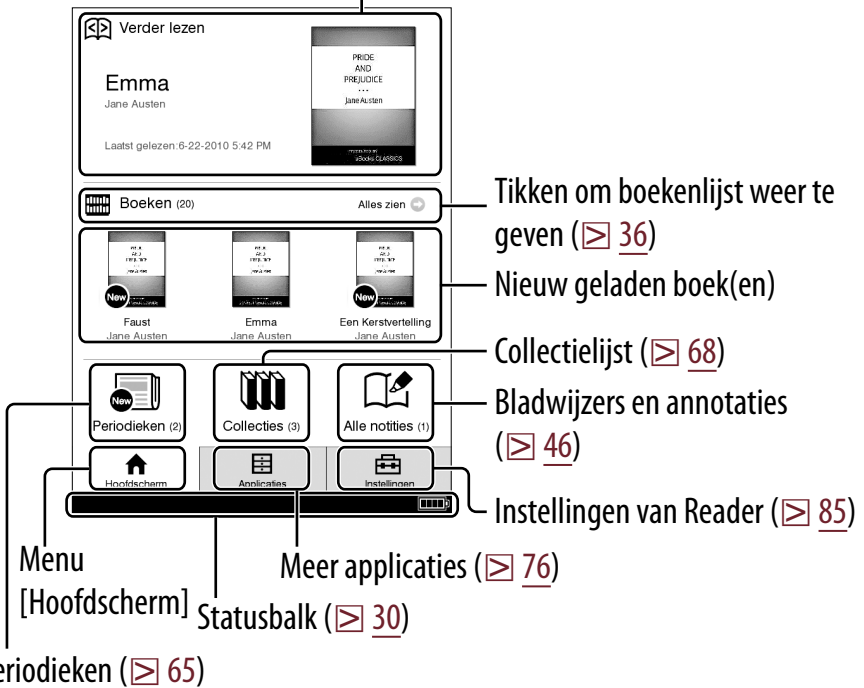 Verder lezen
Emma
Jane Austen
Laatst gelezen:6-22-2010 5:42 PM
PRIDE
AND
PREJUDICE
...
Jane Austen
eBooks CLASSICS
Boeken (20)
Alles zien
Tikken om boekenlijst weer te
geven (36)
New
New
Faust
Jane Austen
Emma
Jane Austen
Een Kerstvertelling
Jane Austen
Nieuw geladen boek(en)
Collectielijst (68)
New
Periodieken (2)
Collecties (3)
Alle notities (1)
Bladwijzers en annotaties
(46)
Hoofdscherm
Applicaties
Instellingen
Instellingen van Reader (85)
Menu
[Hoofdscherm]
Meer applicaties (76)
Statusbalk (30)
eriodieken (65)